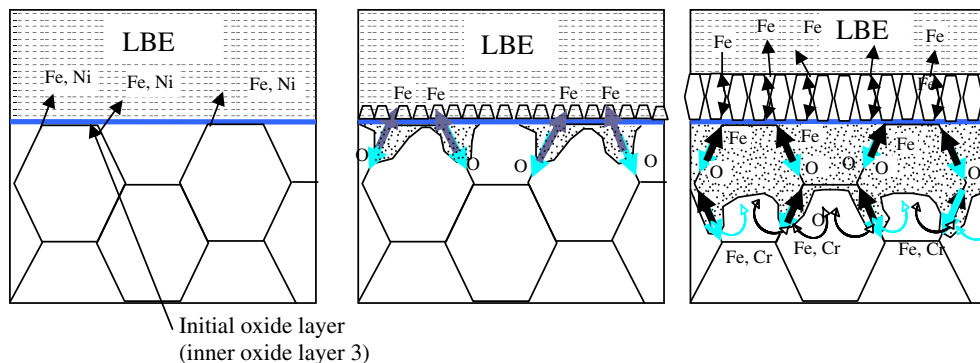 LBE
Fe, Ni
Fe, Ni
Fe, Ni
Initial oxide layer
(inner oxide layer 3)
LBE
Fe
Fe
Fe
Fe
O
O
O
O
LBE
Fe
Fe
Fe
Fe
Fe
Fe
Fe
Fe
O
O
O
O
O
O
O
Fe, Cr
Fe, Cr
Fe, Cr